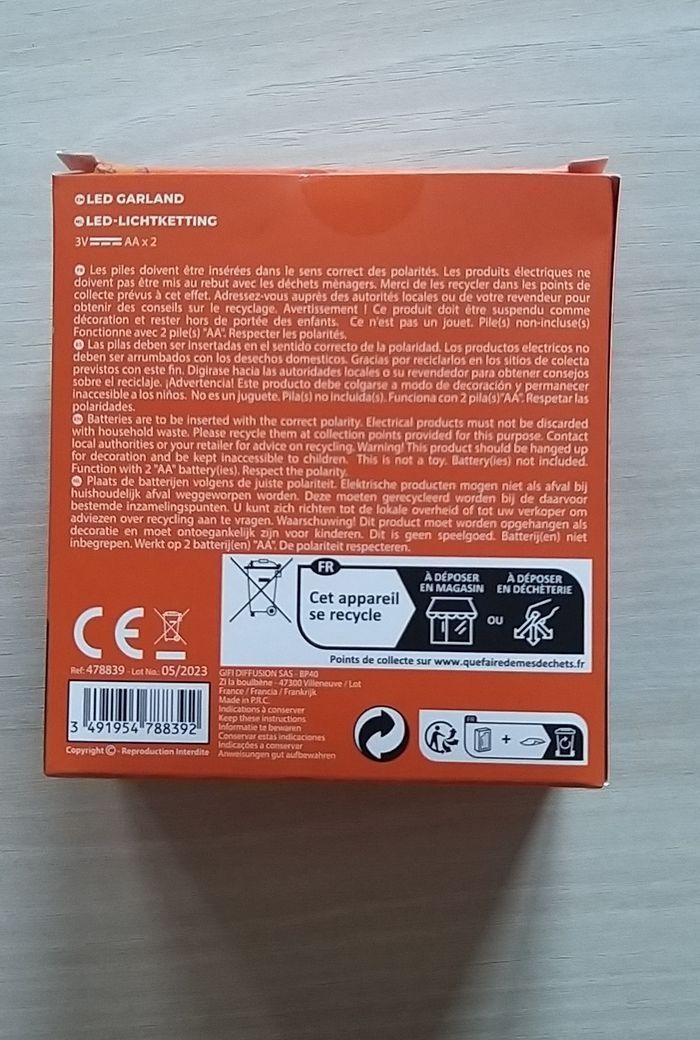 EN LED GARLAND
NL LED-LICHTKETTING
3V AA x 2
FR Les piles doivent être insérées dans le sens correct des polarités. Les produits électriques ne
doivent pas être mis au rebut avec les déchets mènagers. Merci de les recycler dans les points de
collecte prévus à cet effet. Adressez-vous auprès des autorités locales ou de votre revendeur pour
obtenir des conseils sur le recyclage. Avertissement ! Ce produit doit être suspendu comme
décoration et rester hors de portée des enfants. Ce n'est pas un jouet. Pile(s) non-incluse(s)
Fonctionne avec 2 pile(s) "AA". Respecter les polarités.
ES Las pilas deben ser insertadas en el sentido correcto de la polaridad. Los productos electricos no
deben ser arrumbados con los desechos domesticos. Gracias por reciclarlos en los sitios de colecta
previstos con este fin. Digirase hacia las autoridades locales o su revendedor para obtener consejos
sobre el reciclaje. ¡Advertencia! Este producto debe colgarse a modo de decoración y permanecer
inaccesible a los niños. No es un juguete. Pila(s) no incluida(s). Funciona con 2 pila(s)"AA". Respetar las
polaridades.
EN Batteries are to be inserted with the correct polarity. Electrical products must not be discarded
with household waste. Please recycle them at collection points provided for this purpose. Contact
local authorities or your retailer for advice on recycling. Warning! This product should be hanged up
for decoration and be kept inaccessible to children. This is not a toy. Battery(ies) not included.
Function with 2 "AA" battery(ies). Respect the polarity.
NL Plaats de batterijen volgens de juiste polariteit. Elektrische producten mogen niet als afval bij
huishoudelijk afval weggeworpen worden. Deze moeten gerecycleerd worden bij de daarvoor
bestemde inzamelingspunten. U kunt zich richten tot de lokale overheid of tot uw verkoper om
adviezen over recycling aan te vragen. Waarschuwing! Dit product moet worden opgehangen als
decoratie en moet ontoegankelijk zijn voor kinderen. Dit is geen speelgoed. Batterij(en) niet
inbegrepen. Werkt op 2 batterij(en) "AA". De polariteit respecteren.
FR
Cet appareil
se recycle
À DÉPOSER
EN MAGASIN
OU
À DÉPOSER
EN DÉCHÈTERIE
Points de collecte sur www.quefairedemesdechets.fr
CE
Ref: 478839 - Lot No.: 05/2023
3 491954 788392
Copyright © - Reproduction Interdite
GIFI DIFFUSION SAS - BP40
ZI la boulbène - 47300 Villeneuve / Lot
France / Francia / Frankrijk
Made in P.R.C.
Indications à conserver
Keep these instructions
Informatie te bewaren
Conservar estas indicaciones
Indicações a conservar
Anweisungen gut aufbewahren
FR
+